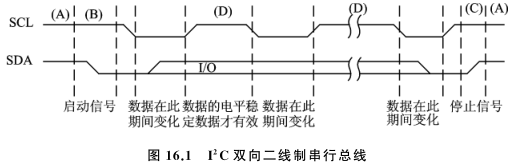 (A) (B) (D) (D) (C) (A)
SCL
SDA
I/O
启动信号 数据在此期间变化 数据的电平稳定数据才有效 数据在此期间变化 数据在此期间变化 停止信号
图 16.1 I²C 双向二线制串行总线